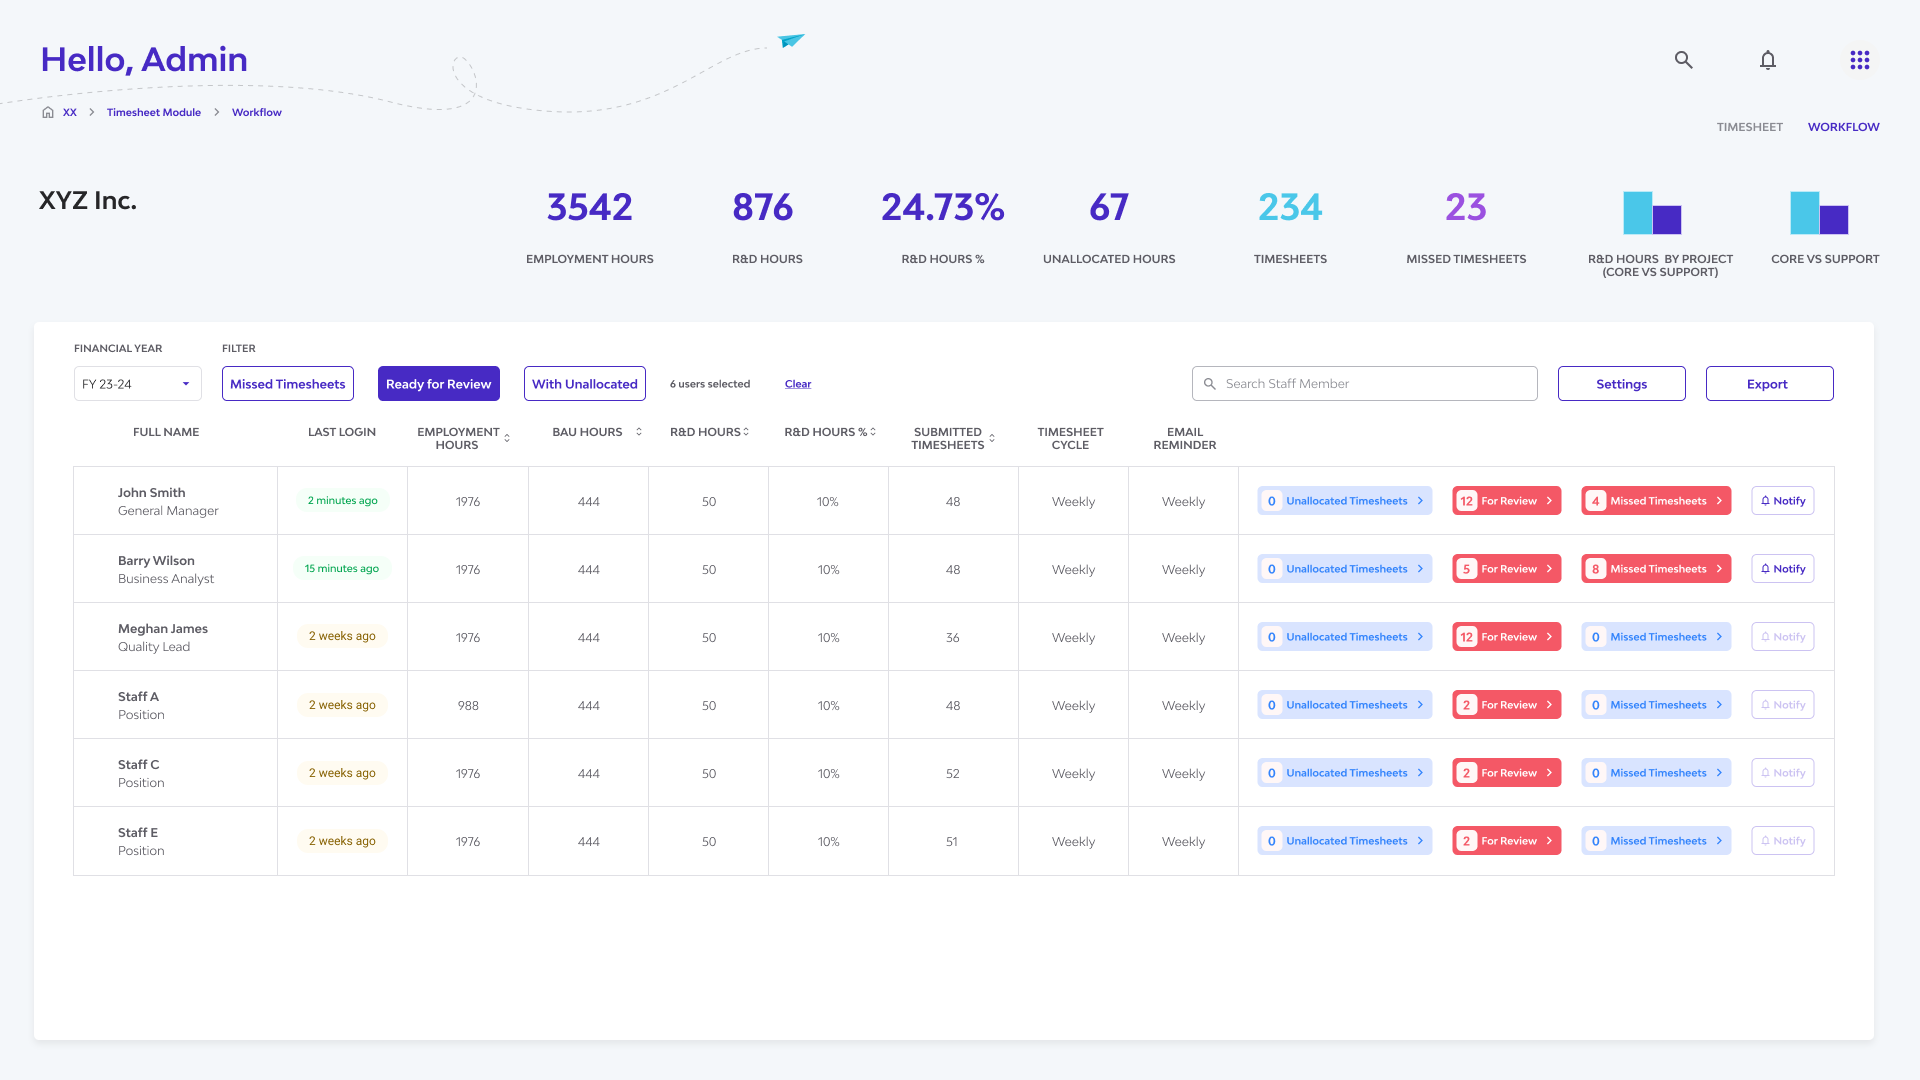 Hello, Admin
XX > Timesheet Module > Workflow
TIMESHEET WORKFLOW
XYZ Inc.
3542 876 24.73% 67 234 23
EMPLOYMENT HOURS R&D HOURS R&D HOURS % UNALLOCATED HOURS TIMESHEETS MISSED TIMESHEETS R&D HOURS BY PROJECT CORE VS SUPPORT
(CORE VS SUPPORT)
FINANCIAL YEAR FILTER
FY 23-24 Missed Timesheets Ready for Review With Unallocated 6 users selected Clear Search Staff Member Settings Export
FULL NAME LAST LOGIN EMPLOYMENT BAU HOURS R&D HOURS R&D HOURS % SUBMITTED TIMESHEET EMAIL
HOURS TIMESHEETS CYCLE REMINDER
John Smith
General Manager
2 minutes ago 1976 444 50 10% 48 Weekly Weekly 0 Unallocated Timesheets > 12 For Review > 4 Missed Timesheets > Notify
Barry Wilson
Business Analyst
15 minutes ago 1976 444 50 10% 48 Weekly Weekly 0 Unallocated Timesheets > 5 For Review > 8 Missed Timesheets > Notify
Meghan James
Quality Lead
2 weeks ago 1976 444 50 10% 36 Weekly Weekly 0 Unallocated Timesheets > 12 For Review > 0 Missed Timesheets > Notify
Staff A
Position
2 weeks ago 988 444 50 10% 48 Weekly Weekly 0 Unallocated Timesheets > 2 For Review > 0 Missed Timesheets > Notify
Staff C
Position
2 weeks ago 1976 444 50 10% 52 Weekly Weekly 0 Unallocated Timesheets > 2 For Review > 0 Missed Timesheets > Notify
Staff E
Position
2 weeks ago 1976 444 50 10% 51 Weekly Weekly 0 Unallocated Timesheets > 2 For Review > 0 Missed Timesheets > Notify